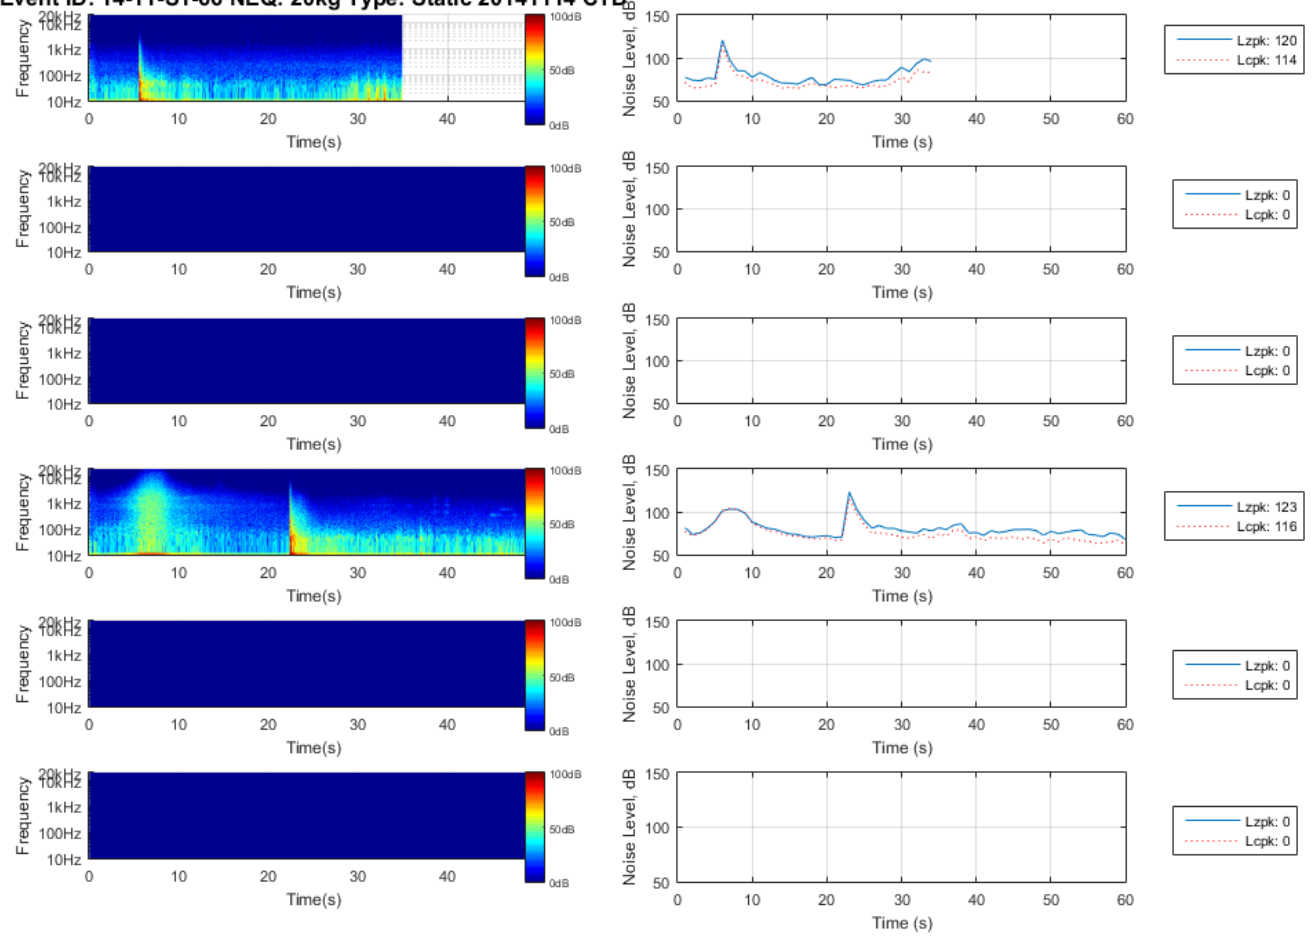 Event ID: 14-11-ST-06 NEQ: 20kg Type: Static 20141114 CTB
20kHz
10kHz
1kHz
100Hz
10Hz
Frequency
0 10 20 30 40
Time(s)
100dB
50dB
0dB
150
100
50
Noise Level, dB
0 10 20 30 40 50 60
Time (s)
Lzpk: 120
Lcpk: 114
20kHz
10kHz
1kHz
100Hz
10Hz
Frequency
0 10 20 30 40
Time(s)
100dB
50dB
0dB
150
100
50
Noise Level, dB
0 10 20 30 40 50 60
Time (s)
Lzpk: 0
Lcpk: 0
20kHz
10kHz
1kHz
100Hz
10Hz
Frequency
0 10 20 30 40
Time(s)
100dB
50dB
0dB
150
100
50
Noise Level, dB
0 10 20 30 40 50 60
Time (s)
Lzpk: 0
Lcpk: 0
20kHz
10kHz
1kHz
100Hz
10Hz
Frequency
0 10 20 30 40
Time(s)
100dB
50dB
0dB
150
100
50
Noise Level, dB
0 10 20 30 40 50 60
Time (s)
Lzpk: 123
Lcpk: 116
20kHz
10kHz
1kHz
100Hz
10Hz
Frequency
0 10 20 30 40
Time(s)
100dB
50dB
0dB
150
100
50
Noise Level, dB
0 10 20 30 40 50 60
Time (s)
Lzpk: 0
Lcpk: 0
20kHz
10kHz
1kHz
100Hz
10Hz
Frequency
0 10 20 30 40
Time(s)
100dB
50dB
0dB
150
100
50
Noise Level, dB
0 10 20 30 40 50 60
Time (s)
Lzpk: 0
Lcpk: 0